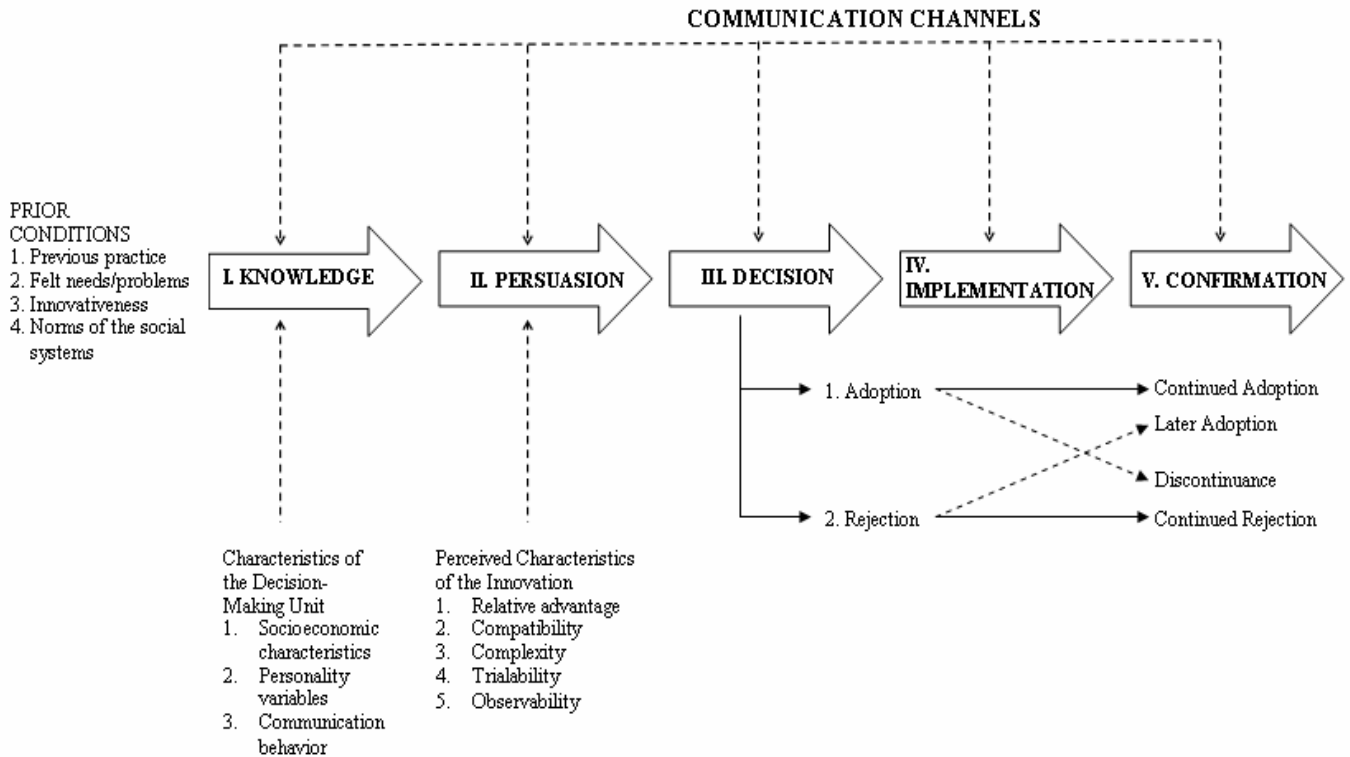 COMMUNICATION CHANNELS
PRIOR
CONDITIONS
1. Previous practice
2. Felt needs/problems
3. Innovativeness
4. Norms of the social
systems
I. KNOWLEDGE
II. PERSUASION
III. DECISION
IV.
IMPLEMENTATION
V. CONFIRMATION
1. Adoption
Continued Adoption
Later Adoption
Discontinuance
2. Rejection
Continued Rejection
Characteristics of
the Decision-
Making Unit
1. Socioeconomic
characteristics
2. Personality
variables
3. Communication
behavior
Perceived Characteristics
of the Innovation
1. Relative advantage
2. Compatibility
3. Complexity
4. Trialability
5. Observability